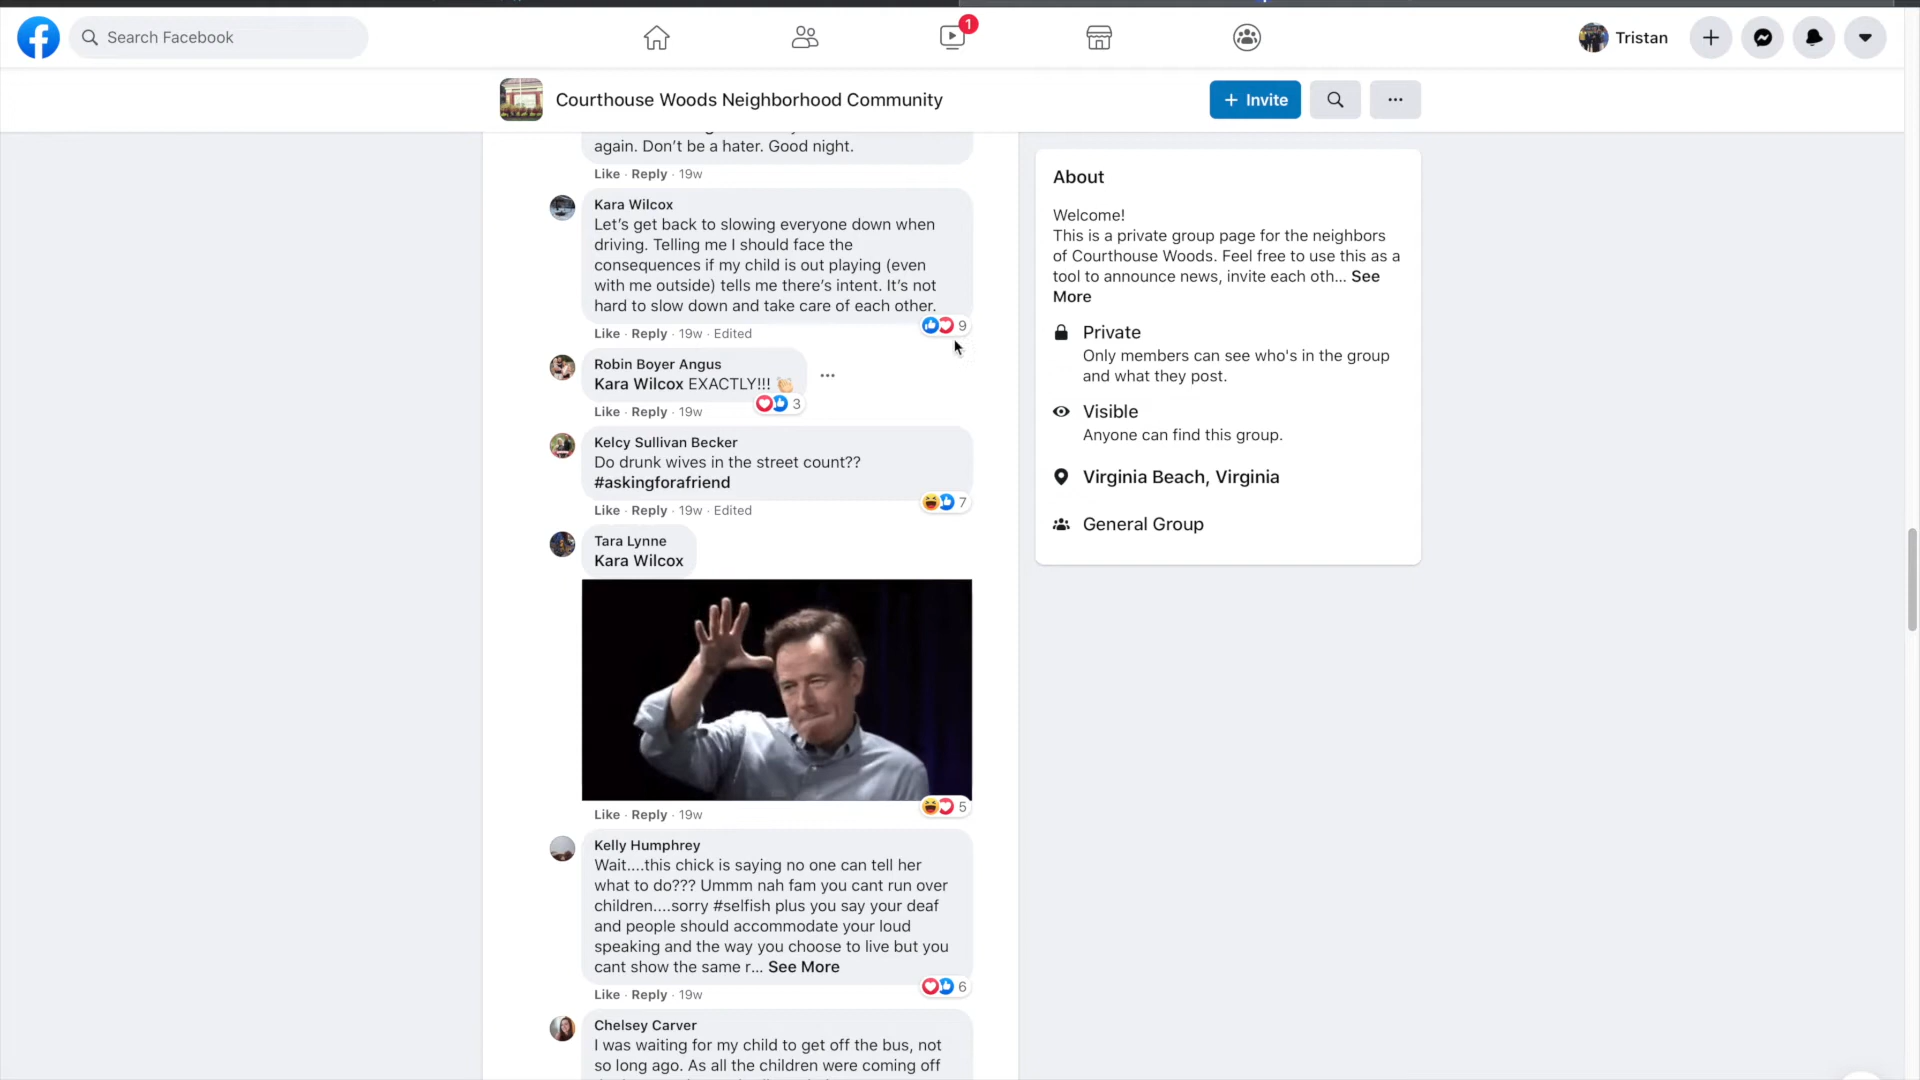 Search Facebook
1
Tristan
Courthouse Woods Neighborhood Community
+ Invite
again. Don't be a hater. Good night.
Like · Reply · 19w
Kara Wilcox
Let's get back to slowing everyone down when
driving. Telling me I should face the
consequences if my child is out playing (even
with me outside) tells me there's intent. It's not
hard to slow down and take care of each other.
9
Like · Reply · 19w · Edited
Robin Boyer Angus
Kara Wilcox EXACTLY!!! 👏🏻
3
Like · Reply · 19w
Kelcy Sullivan Becker
Do drunk wives in the street count??
#askingforafriend
7
Like · Reply · 19w · Edited
Tara Lynne
Kara Wilcox
5
Like · Reply · 19w
Kelly Humphrey
Wait....this chick is saying no one can tell her
what to do??? Ummm nah fam you cant run over
children....sorry #selfish plus you say your deaf
and people should accommodate your loud
speaking and the way you choose to live but you
cant show the same r... See More
6
Like · Reply · 19w
Chelsey Carver
I was waiting for my child to get off the bus, not
so long ago. As all the children were coming off
About
Welcome!
This is a private group page for the neighbors
of Courthouse Woods. Feel free to use this as a
tool to announce news, invite each oth... See
More
Private
Only members can see who's in the group
and what they post.
Visible
Anyone can find this group.
Virginia Beach, Virginia
General Group